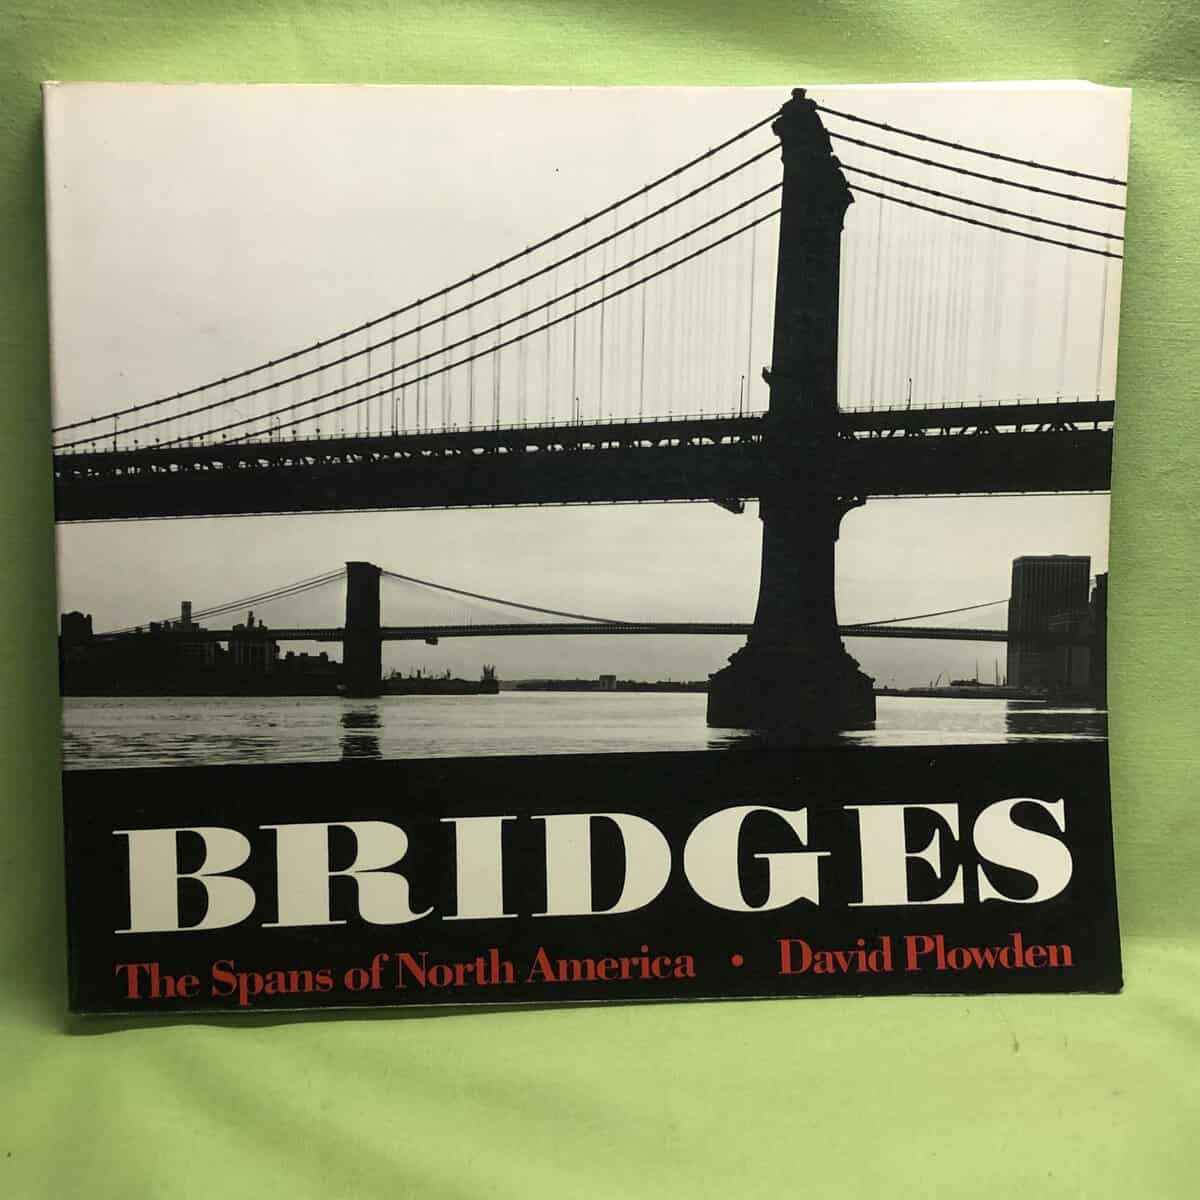 BRIDGES
The Spans of North America • David Plowden